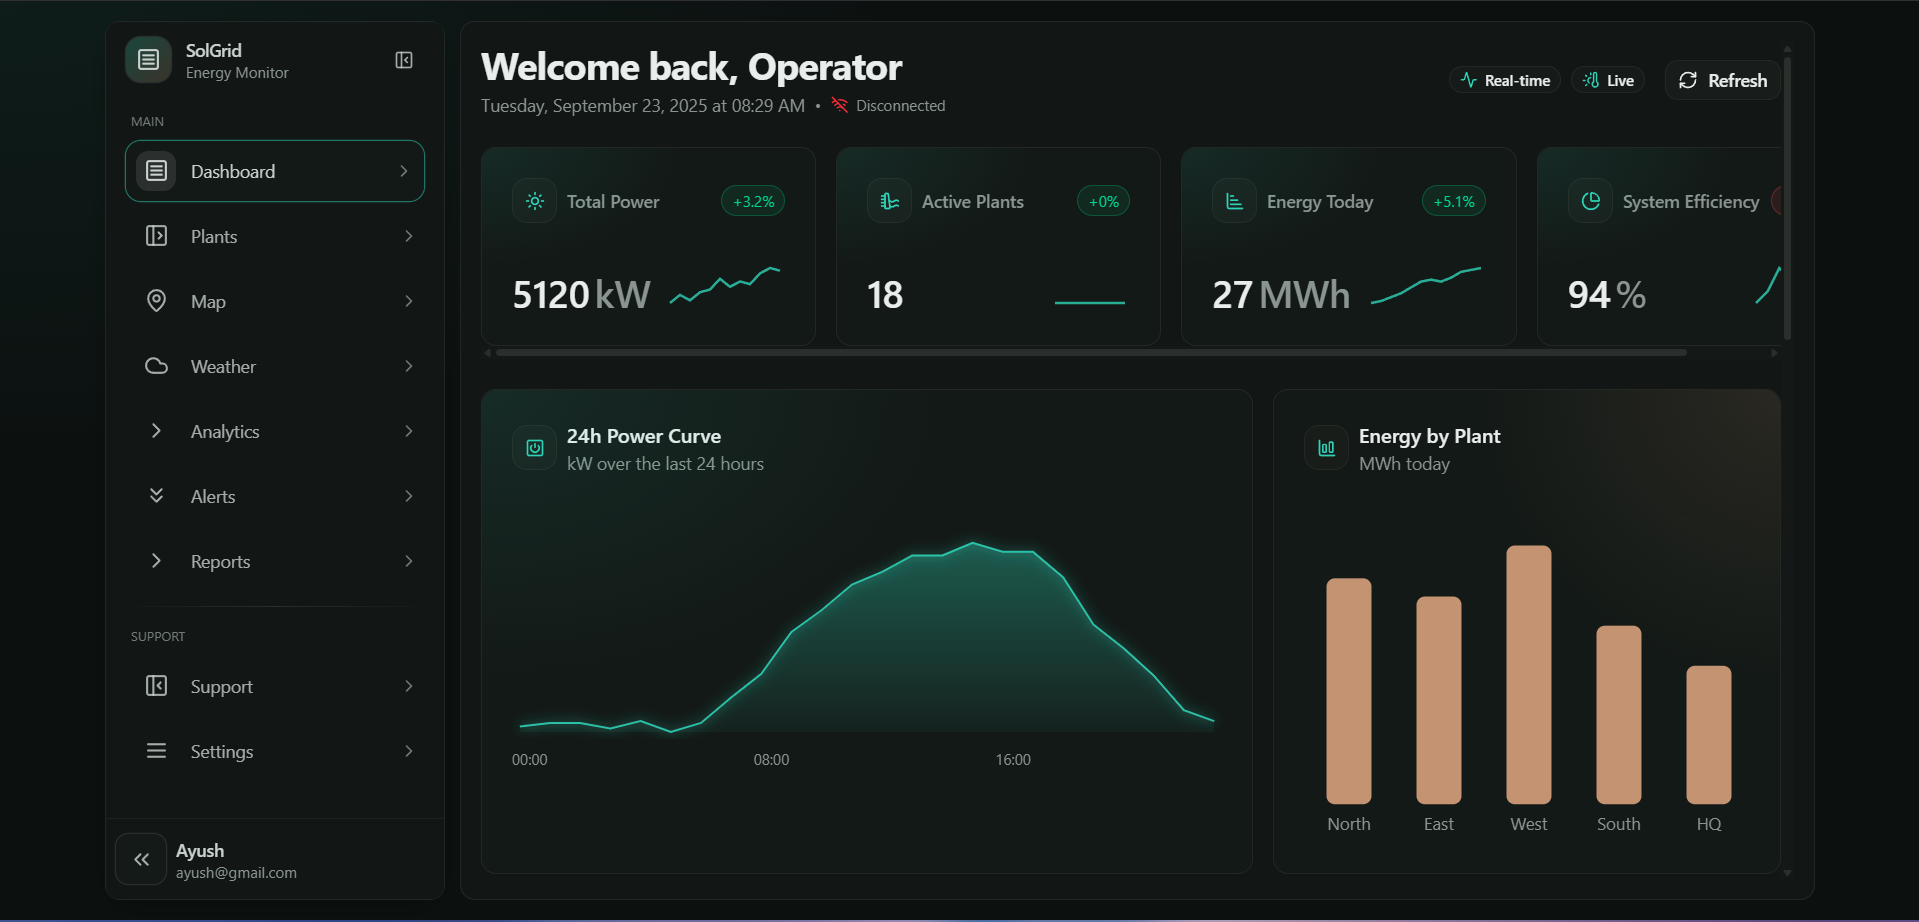 SolGrid
Energy Monitor
MAIN
Dashboard
Plants
Map
Weather
Analytics
Alerts
Reports
SUPPORT
Support
Settings
Ayush
ayush@gmail.com
Welcome back, Operator
Tuesday, September 23, 2025 at 08:29 AM • Disconnected
Real-time
Live
Refresh
Total Power
+3.2%
5120 kW
Active Plants
+0%
18
Energy Today
+5.1%
27 MWh
System Efficiency
94 %
24h Power Curve
kW over the last 24 hours
00:00 08:00 16:00
Energy by Plant
MWh today
North East West South HQ